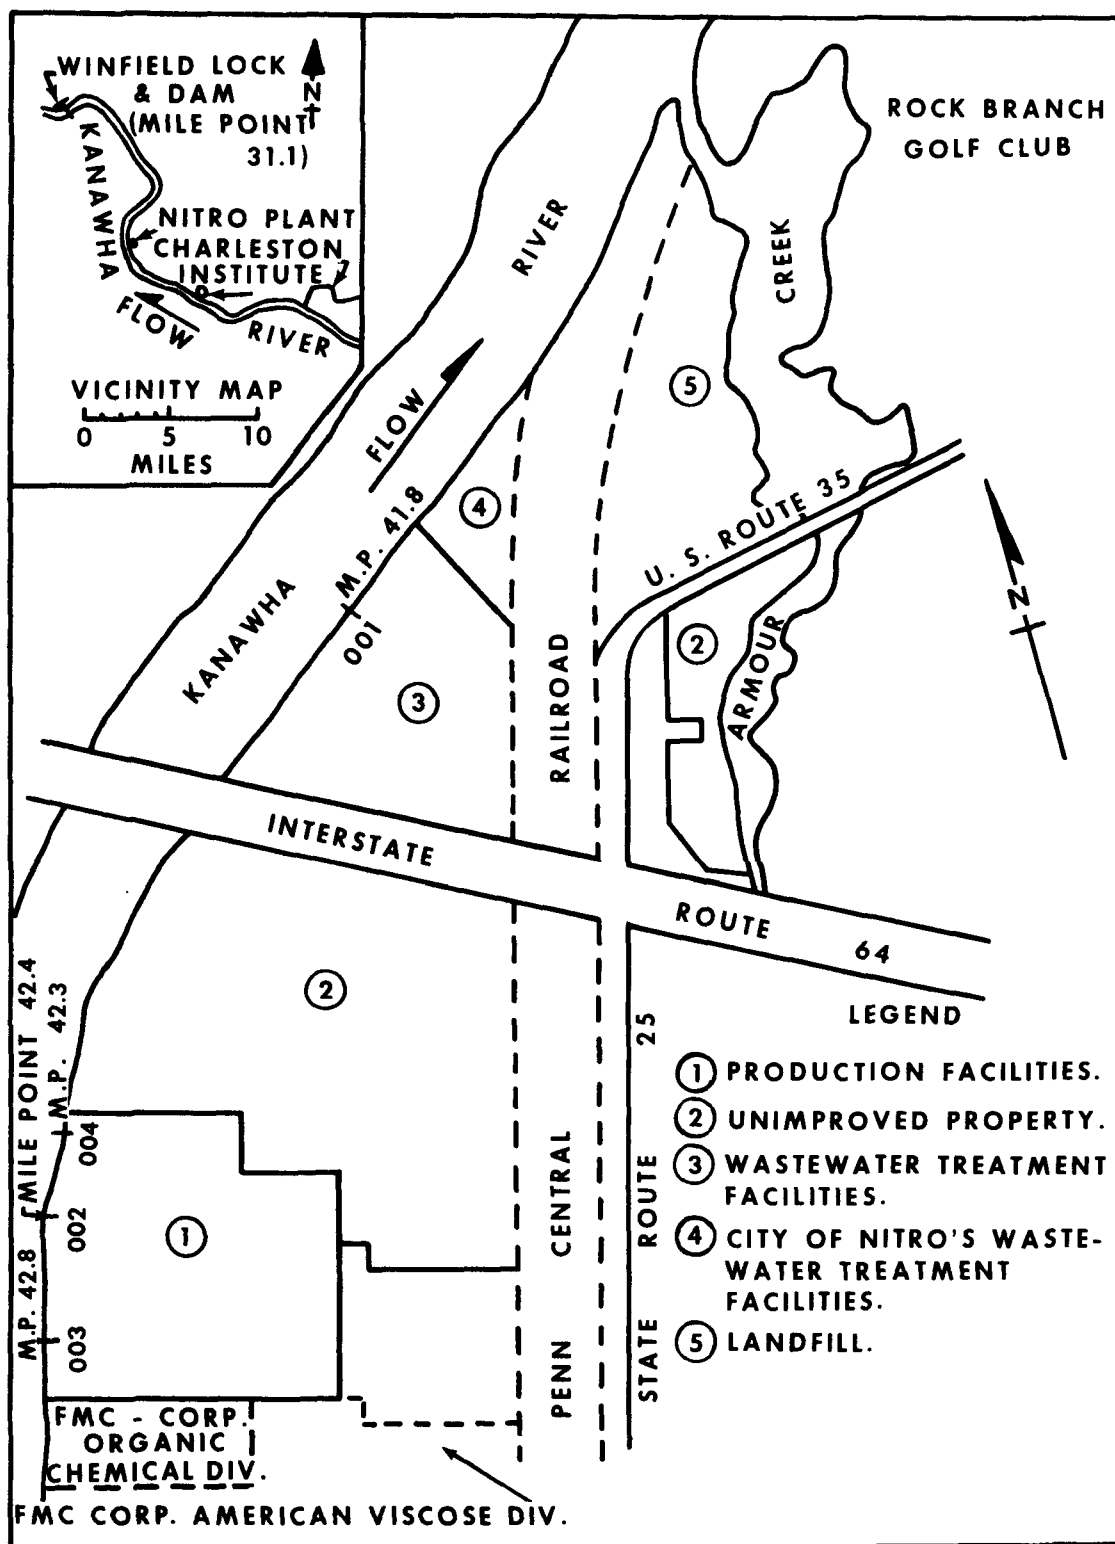 WINFIELD LOCK
& DAM
(MILE POINT
31.1)
N
KANAWHA
NITRO PLANT
CHARLESTON
INSTITUTE
FLOW
RIVER
VICINITY MAP
0 5 10
MILES
ROCK BRANCH
GOLF CLUB
RIVER
CREEK
5
FLOW
4
M.P. 41.8
U. S. ROUTE 35
N
001
KANAWHA
3
RAILROAD
2
ARMOUR
INTERSTATE
ROUTE
64
2
MILE POINT 42.4
M.P. 42.3
004
002
1
M.P. 42.8
003
CENTRAL
PENN
25
ROUTE
STATE
LEGEND
1 PRODUCTION FACILITIES.
2 UNIMPROVED PROPERTY.
3 WASTEWATER TREATMENT
FACILITIES.
4 CITY OF NITRO'S WASTE-
WATER TREATMENT
FACILITIES.
5 LANDFILL.
FMC - CORP.
ORGANIC
CHEMICAL DIV.
FMC CORP. AMERICAN VISCOSE DIV.